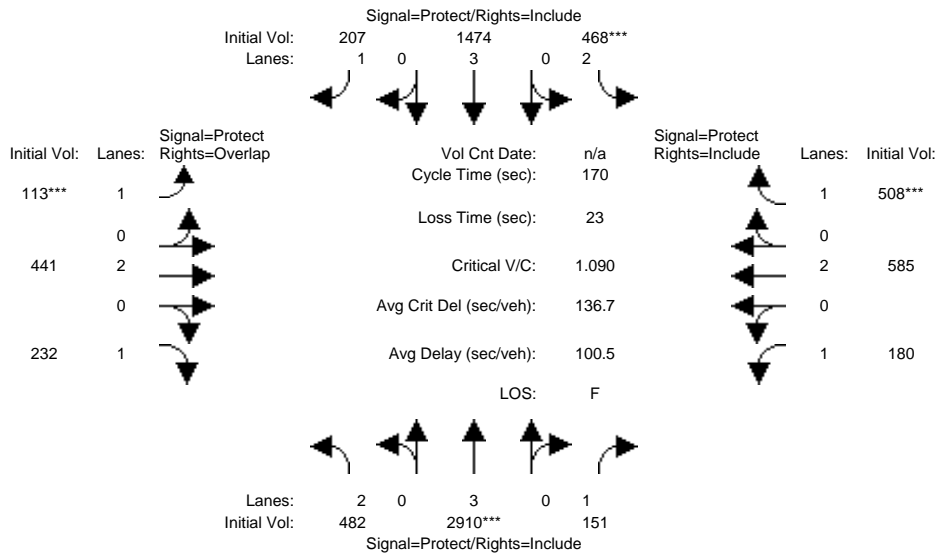 Signal=Protect/Rights=Include
Initial Vol: 207 1474 468***
Lanes: 1 0 3 0 2
Signal=Protect Signal=Protect
Initial Vol: Lanes: Rights=Overlap Vol Cnt Date: n/a Rights=Include Lanes: Initial Vol:
Cycle Time (sec): 170
113*** 1 1 508***
Loss Time (sec): 23
0 0
441 2 Critical V/C: 1.090 2 585
0 Avg Crit Del (sec/veh): 136.7 0
232 1 Avg Delay (sec/veh): 100.5 1 180
LOS: F
Lanes: 2 0 3 0 1
Initial Vol: 482 2910*** 151
Signal=Protect/Rights=Include